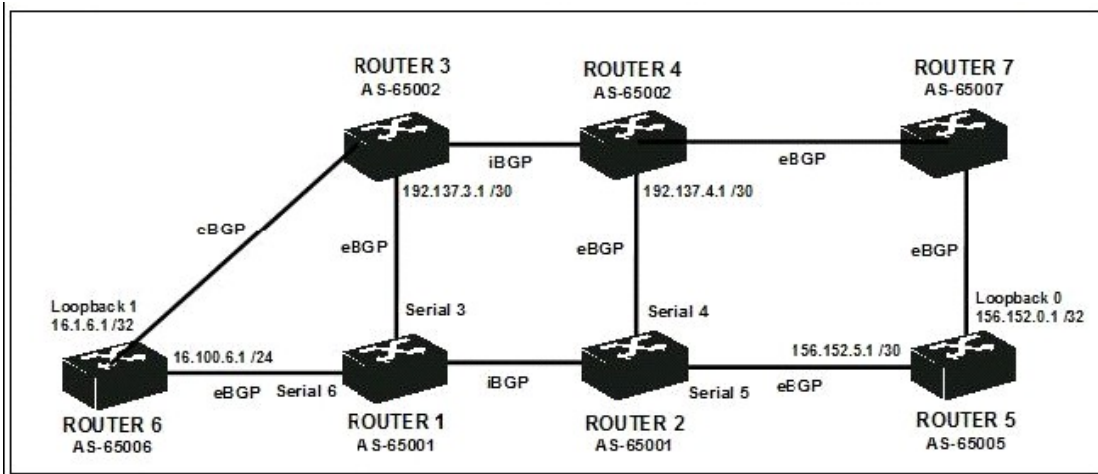 ROUTER 3
AS-65002
ROUTER 4
AS-65002
ROUTER 7
AS-65007
iBGP
eBGP
192.137.3.1 /30
192.137.4.1 /30
cBGP
eBGP
eBGP
eBGP
Loopback 1
16.1.6.1 /32
Serial 3
Serial 4
Loopback 0
156.152.0.1 /32
16.100.6.1 /24
156.152.5.1 /30
eBGP
Serial 6
iBGP
Serial 5
eBGP
ROUTER 6
AS-65006
ROUTER 1
AS-65001
ROUTER 2
AS-65001
ROUTER 5
AS-65005